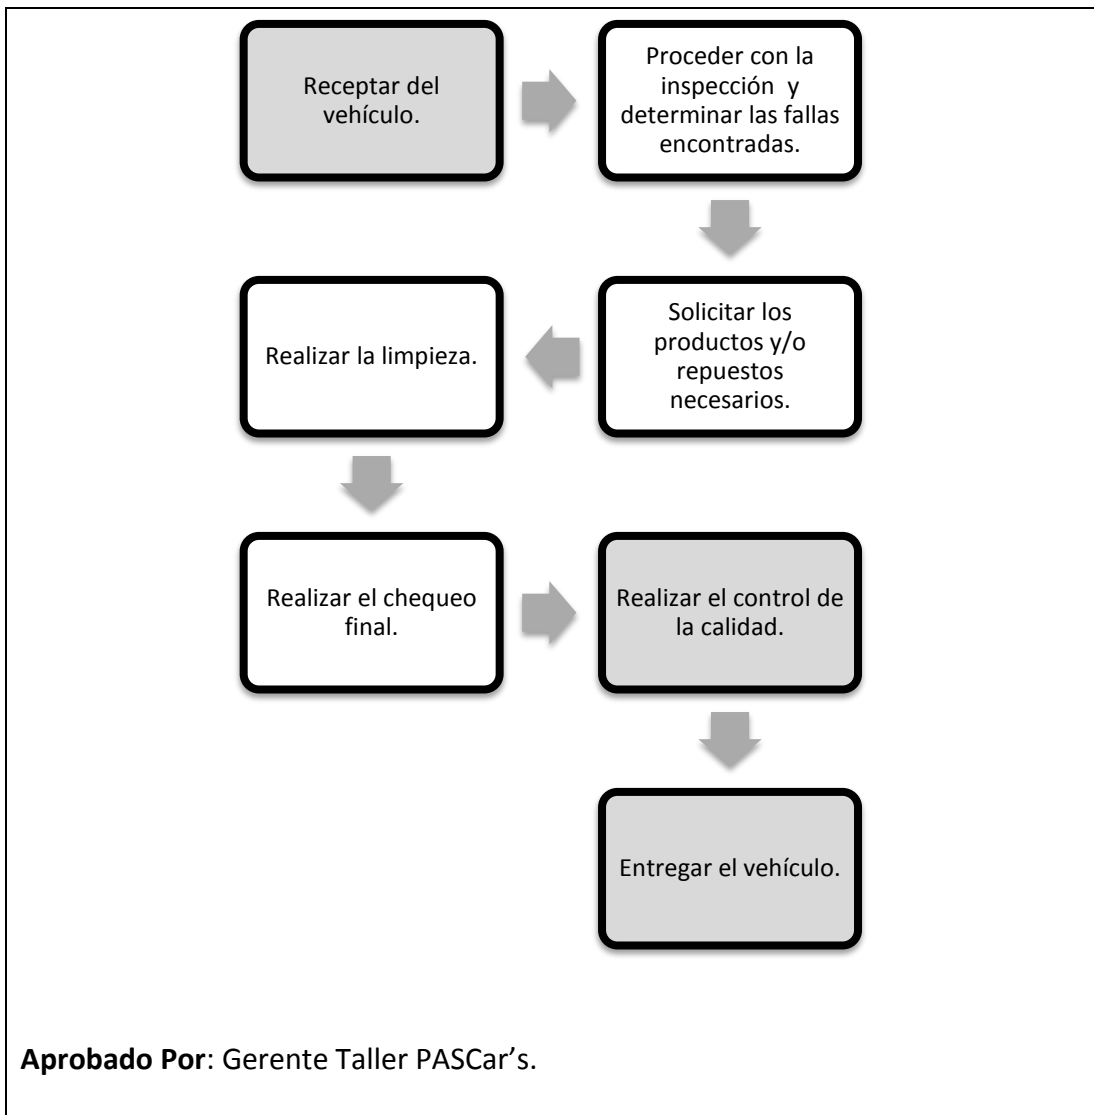 Receptar del
vehículo.
Proceder con la
inspección y
determinar las fallas
encontradas.
Solicitar los
productos y/o
repuestos
necesarios.
Realizar la limpieza.
Realizar el chequeo
final.
Realizar el control de
la calidad.
Entregar el vehículo.
Aprobado Por: Gerente Taller PASCar’s.